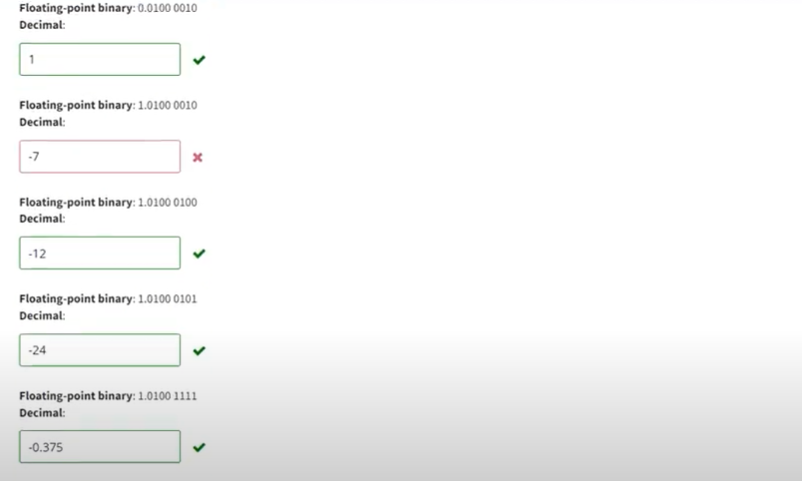 Floating-point binary: 0.0100 0010
Decimal:
1
Floating-point binary: 1.0100 0010
Decimal:
-7
Floating-point binary: 1.0100 0100
Decimal:
-12
Floating-point binary: 1.0100 0101
Decimal:
-24
Floating-point binary: 1.0100 1111
Decimal:
-0.375